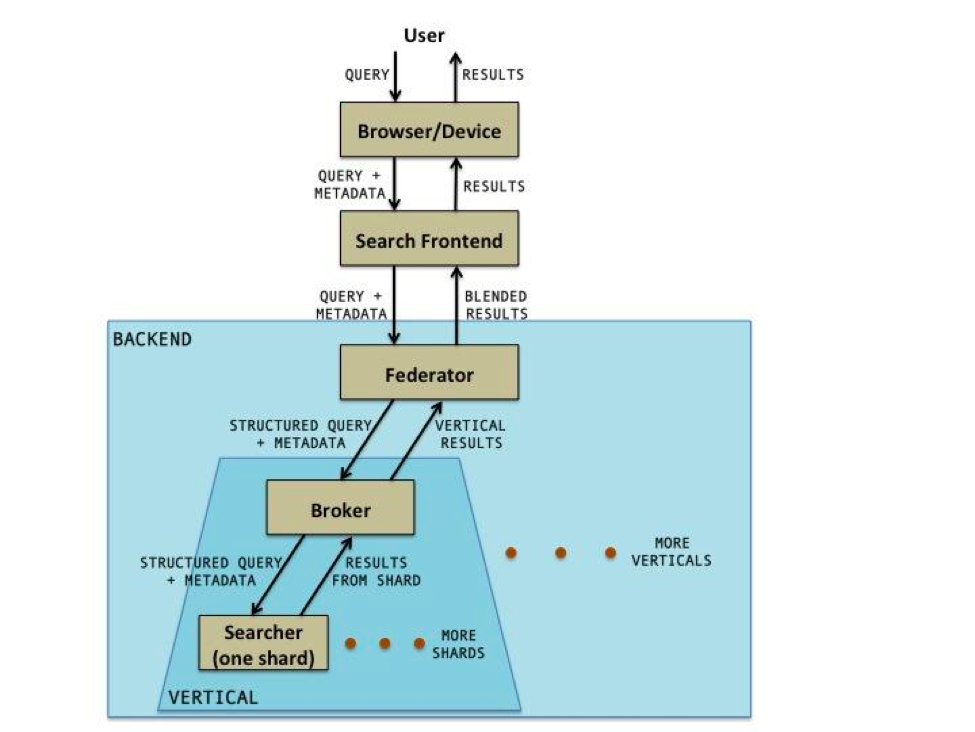 User
QUERY
RESULTS
Browser/Device
QUERY +
METADATA
RESULTS
Search Frontend
QUERY +
METADATA
BLENDED
RESULTS
BACKEND
Federator
STRUCTURED QUERY
+ METADATA
VERTICAL
RESULTS
Broker
STRUCTURED QUERY
+ METADATA
RESULTS
FROM SHARD
MORE
VERTICALS
Searcher
(one shard)
MORE
SHARDS
VERTICAL